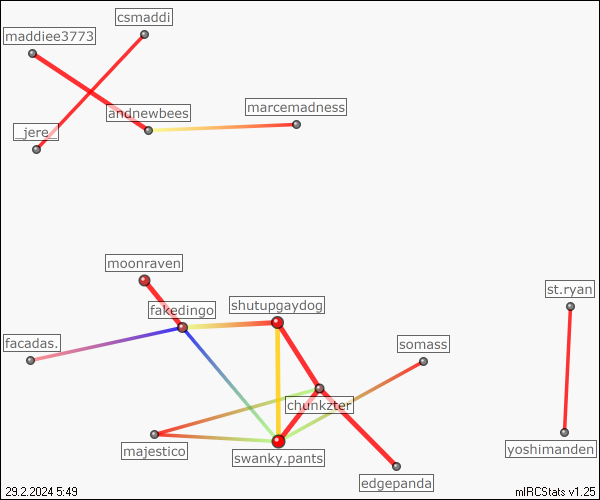 csmaddi
maddiee3773
marcemadness
andnewbees
_jere_
moonraven
st.ryan
shutupgaydog
fakedingo
facadas.
somass
chunkzter
majestico
yoshimanden
swanky.pants
edgepanda
29.2.2024 5:49
mIRCStats v1.25